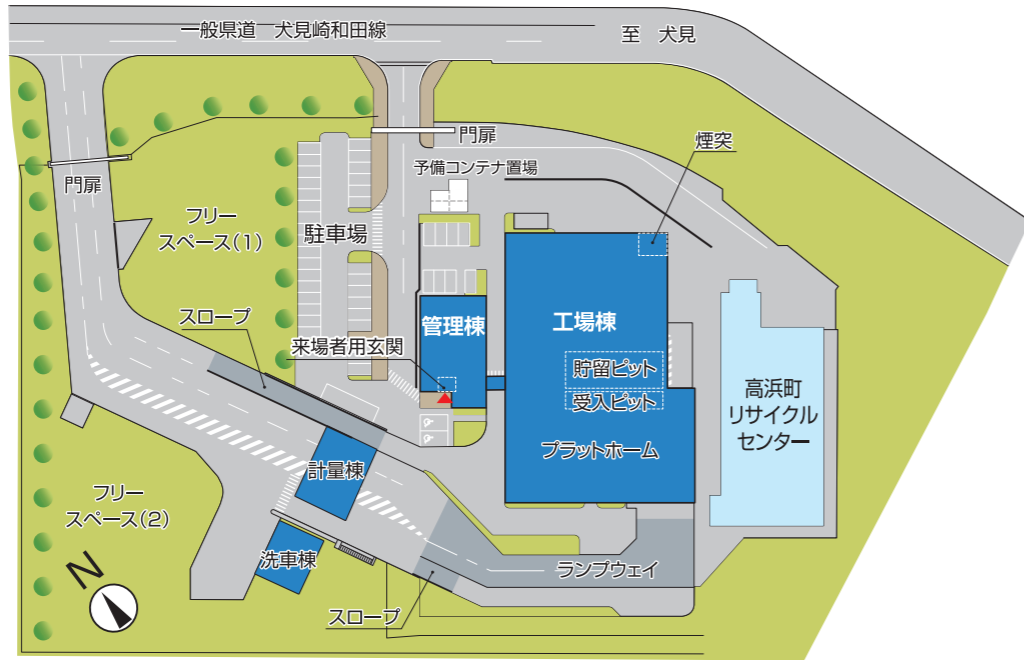 一般県道 犬見崎和田線
至 犬見
門扉
煙突
予備コンテナ置場
門扉
フリー
スペース(1)
駐車場
スロープ
管理棟
工場棟
来場者用玄関
貯留ピット
受入ピット
高浜町
リサイクル
センター
プラットホーム
計量棟
フリー
スペース(2)
洗車棟
ランプウェイ
スロープ
N